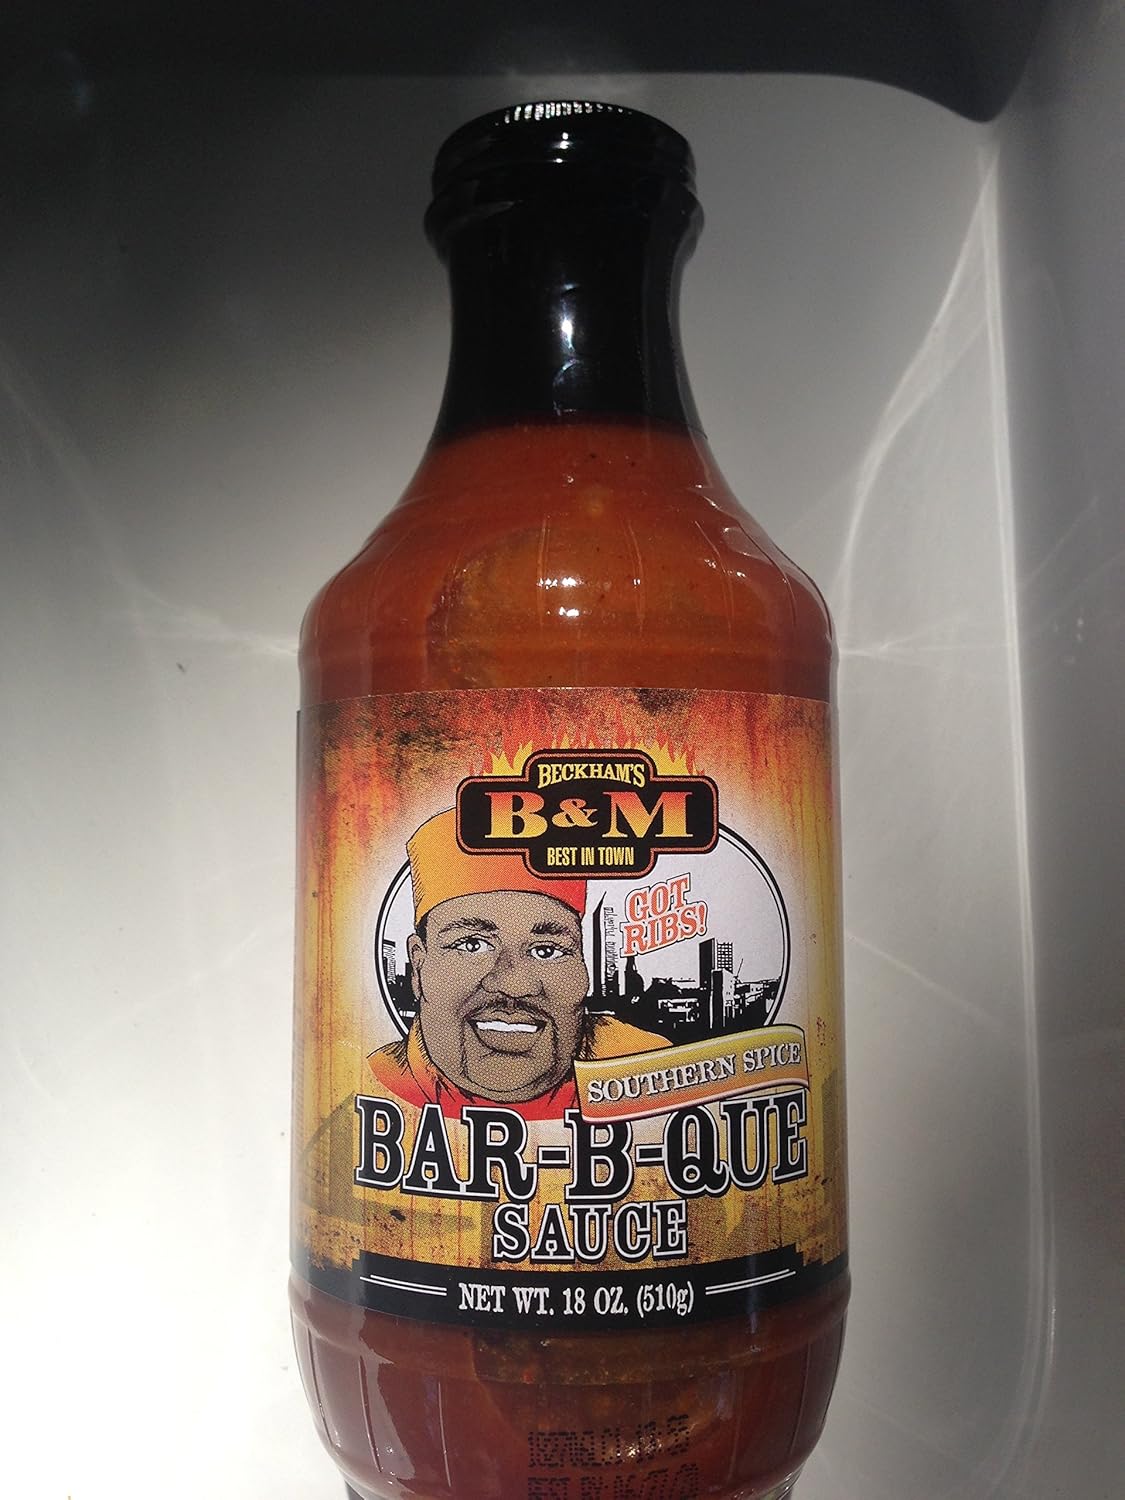 BECKHAM'S
B&M
BEST IN TOWN
GOT
RIBS!
SOUTHERN SPICE
BAR-B-QUE
SAUCE
NET WT. 18 OZ. (510g)